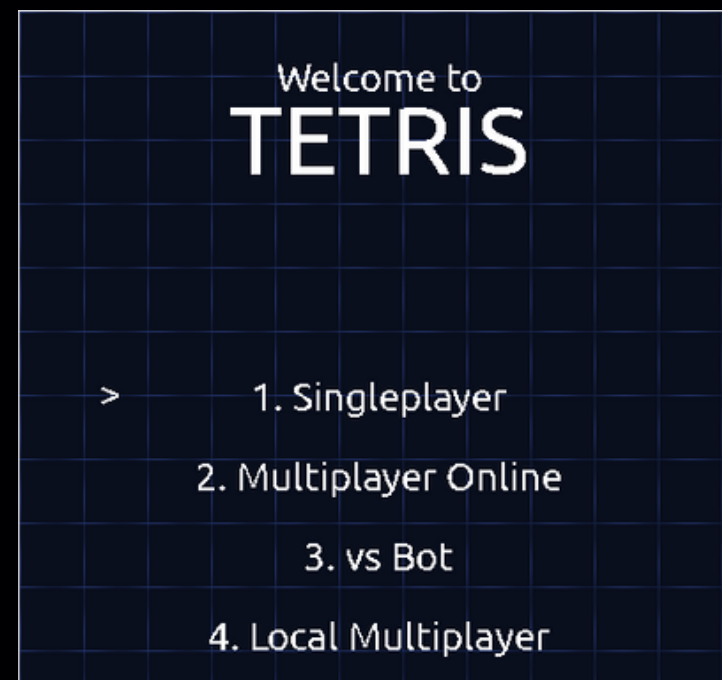 Welcome to
TETRIS
> 1. Singleplayer
2. Multiplayer Online
3. vs Bot
4. Local Multiplayer